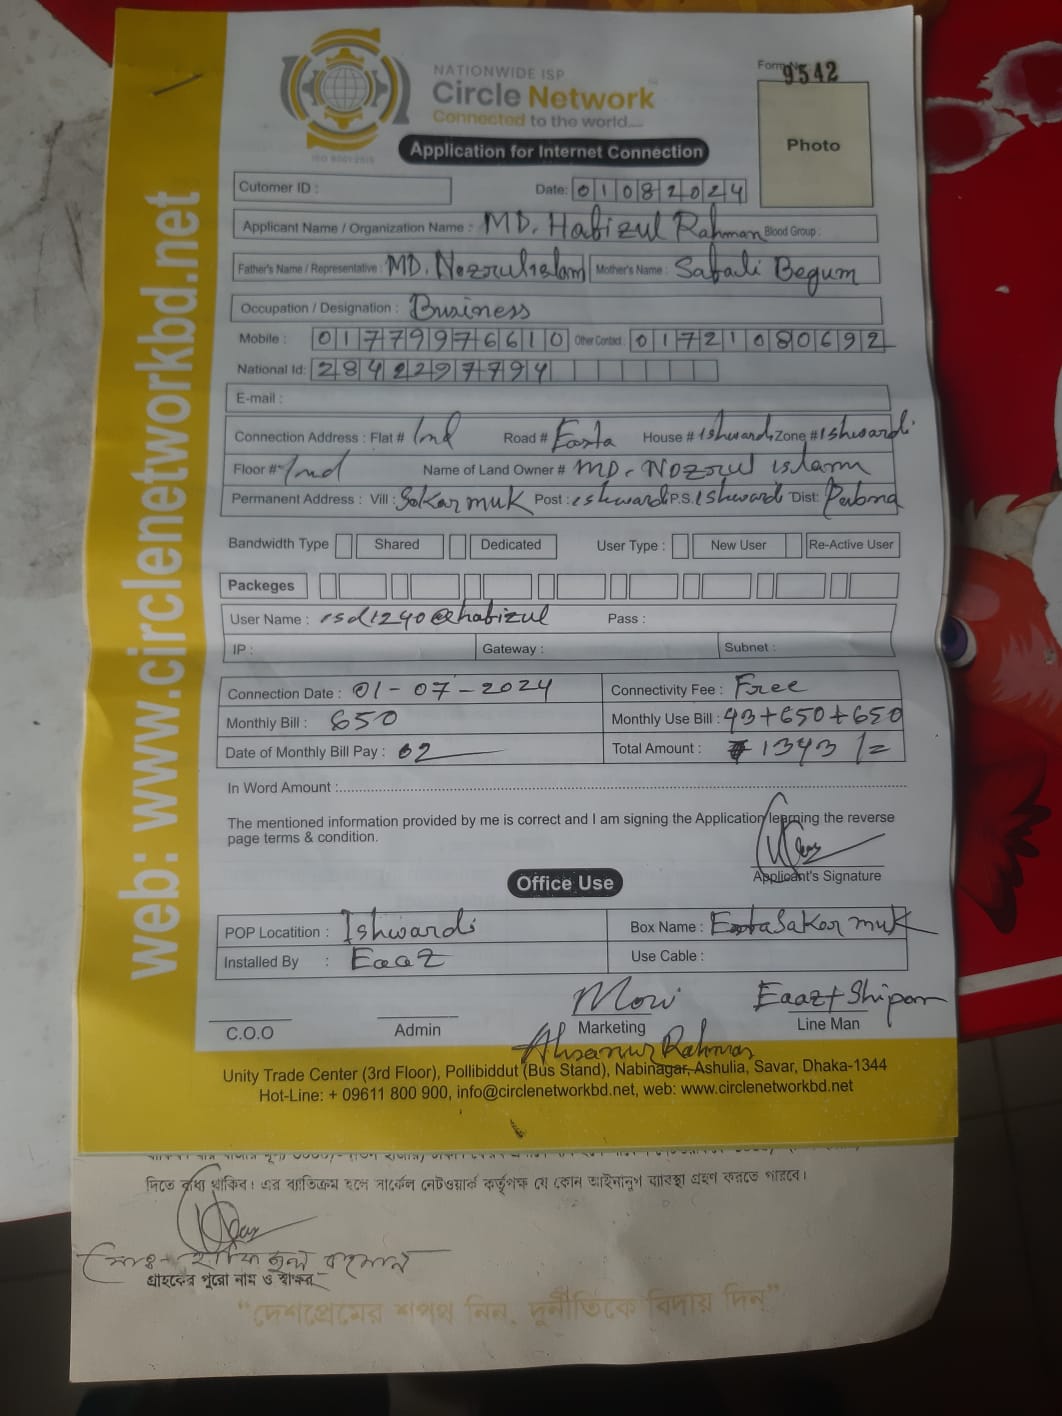 web: www.circlenetworkbd.net
NATIONWIDE ISP
Circle Network
Connected to the world....
ISO 9001:2015
Form No. 9542
Photo
Application for Internet Connection
Cutomer ID :
Date: 01082024
Applicant Name / Organization Name : MD. Habizul Rahman Blood Group :
Father's Name / Representative : MD. Nozrul islam Mother's Name : Sabali Begum
Occupation / Designation : Business
Mobile : 01779976610 Other Contact : 01721080692
National Id: 2842297794
E-mail :
Connection Address : Flat # Ind Road # Easta House # Ishwardi Zone # Ishwardi
Floor # Ind Name of Land Owner # MD. Nozrul islam
Permanent Address : Vill : Sakarmuk Post : ishwardi P.S. Ishwardi Dist: Pabna
Bandwidth Type Shared Dedicated User Type : New User Re-Active User
Packeges
User Name : isd1240@habizul Pass :
IP : Gateway : Subnet :
Connection Date : 01-07-2024 Connectivity Fee : Free
Monthly Bill : 650 Monthly Use Bill : 43+650+650
Date of Monthly Bill Pay : 02 Total Amount : 1343/=
In Word Amount :
The mentioned information provided by me is correct and I am signing the Application learning the reverse
page terms & condition.
Applicant's Signature
Office Use
POP Locatition : Ishwardi Box Name : Easta Sakarmuk
Installed By : Eaaz Use Cable :
Mowi Eaaz+Shipon
C.O.O Admin Marketing Line Man
Ahsanur Rahman
Unity Trade Center (3rd Floor), Pollibiddut (Bus Stand), Nabinagar, Ashulia, Savar, Dhaka-1344
Hot-Line: + 09611 800 900, info@circlenetworkbd.net, web: www.circlenetworkbd.net
দিতে বাধ্য থাকিব। এর ব্যতিক্রম হলে সার্কেল নেটওয়ার্ক কর্তৃপক্ষ যে কোন আইনানুগ ব্যবস্থা গ্রহণ করতে পারবে।
মোঃ- হাফিজুল রহমান
গ্রাহকের পুরো নাম ও স্বাক্ষর
"দেশপ্রেমের শপথ নিন, দুর্নীতিকে বিদায় দিন"